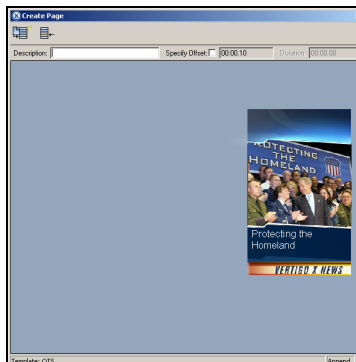 Create Page
Description:
Specify Offset:
00:00.10
Duration: 00:00.00
PROTECTING
THE
HOMELAND
Protecting the
Homeland
VERTIGO X NEWS
Template: OTS
Append